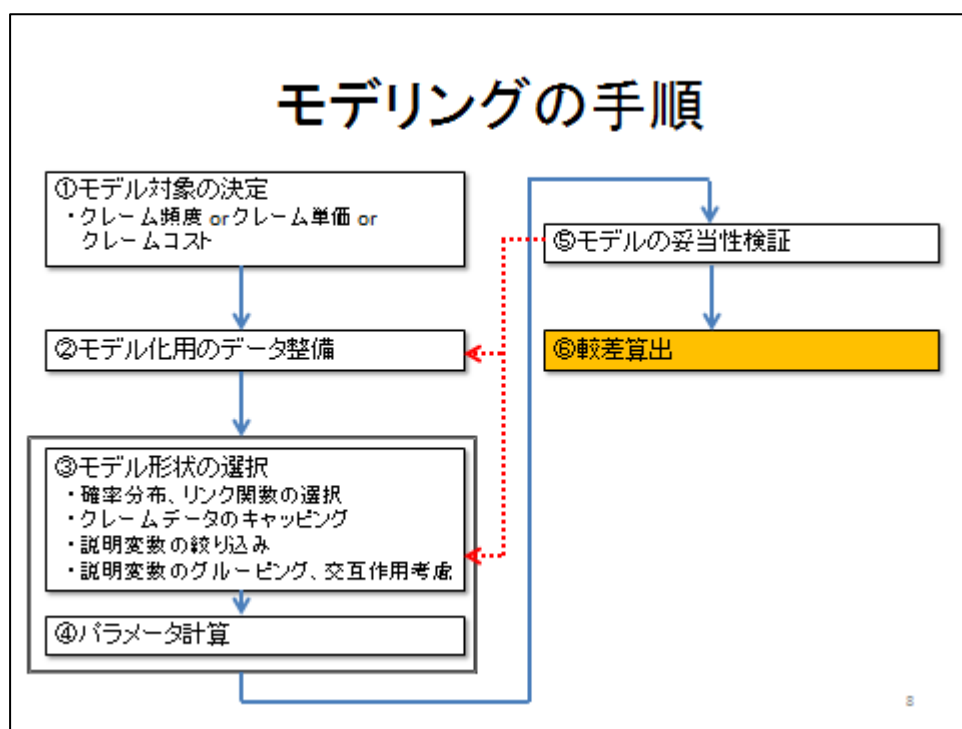 モデリングの手順
①モデル対象の決定
・クレーム頻度 orクレーム単価 or
クレームコスト
②モデル化用のデータ整備
③モデル形状の選択
・確率分布、リンク関数の選択
・クレームデータのキャッピング
・説明変数の絞り込み
・説明変数のグルーピング、交互作用考慮
④パラメータ計算
⑤モデルの妥当性検証
⑥較差算出
8